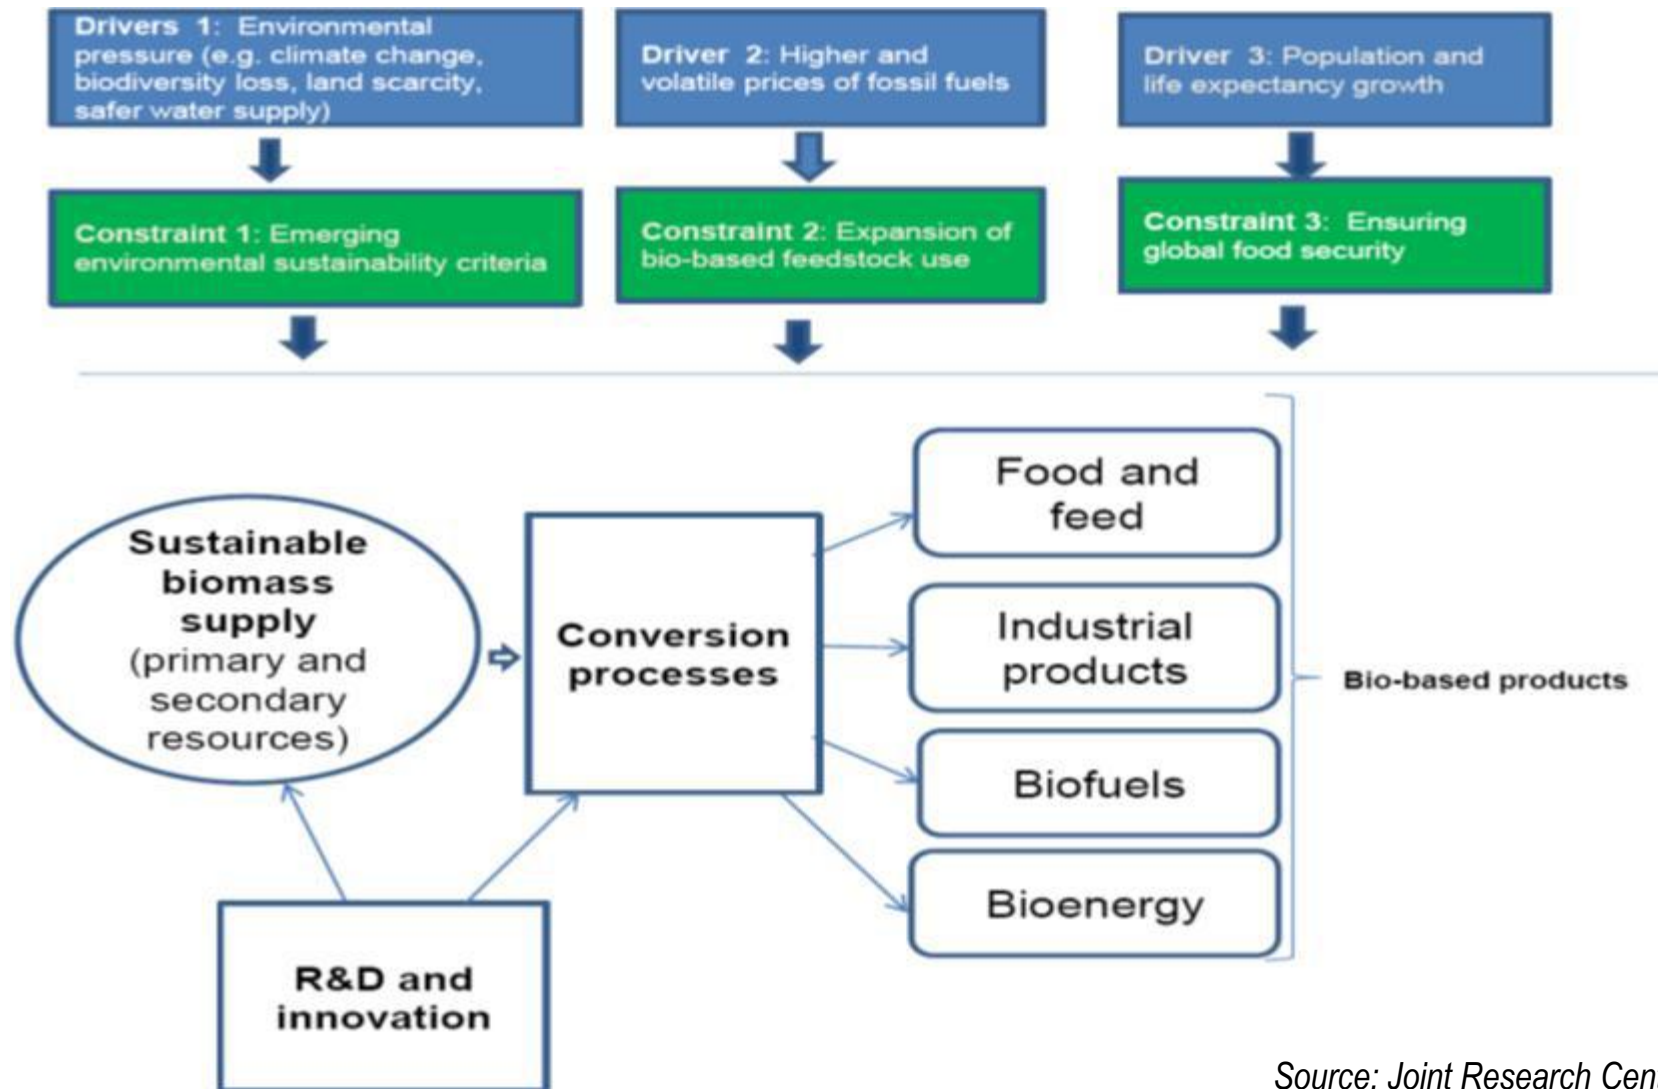 Drivers 1: Environmental
pressure (e.g. climate change,
biodiversity loss, land scarcity,
safer water supply)
Driver 2: Higher and
volatile prices of fossil fuels
Driver 3: Population and
life expectancy growth
Constraint 1: Emerging
environmental sustainability criteria
Constraint 2: Expansion of
bio-based feedstock use
Constraint 3: Ensuring
global food security
Sustainable
biomass
supply
(primary and
secondary
resources)
Conversion
processes
Food and
feed
Industrial
products
Biofuels
Bioenergy
Bio-based products
R&D and
innovation
Source: Joint Research Cen